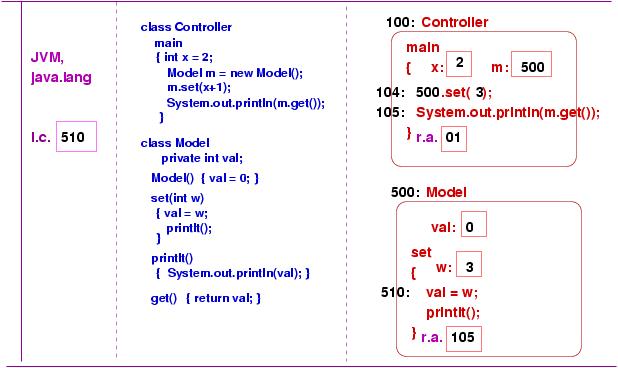 JVM,
java.lang
I.c. 510
class Controller
main
{ int x = 2;
Model m = new Model();
m.set(x+1);
System.out.println(m.get());
}
class Model
private int val;
Model() { val = 0; }
set(int w)
{ val = w;
printIt();
}
printIt()
{ System.out.println(val); }
get() { return val; }
100: Controller
main
{ x: 2 m: 500
104: 500.set( 3);
105: System.out.println(m.get());
} r.a. 01
500: Model
val: 0
set
{ w: 3
510: val = w;
printIt();
} r.a. 105